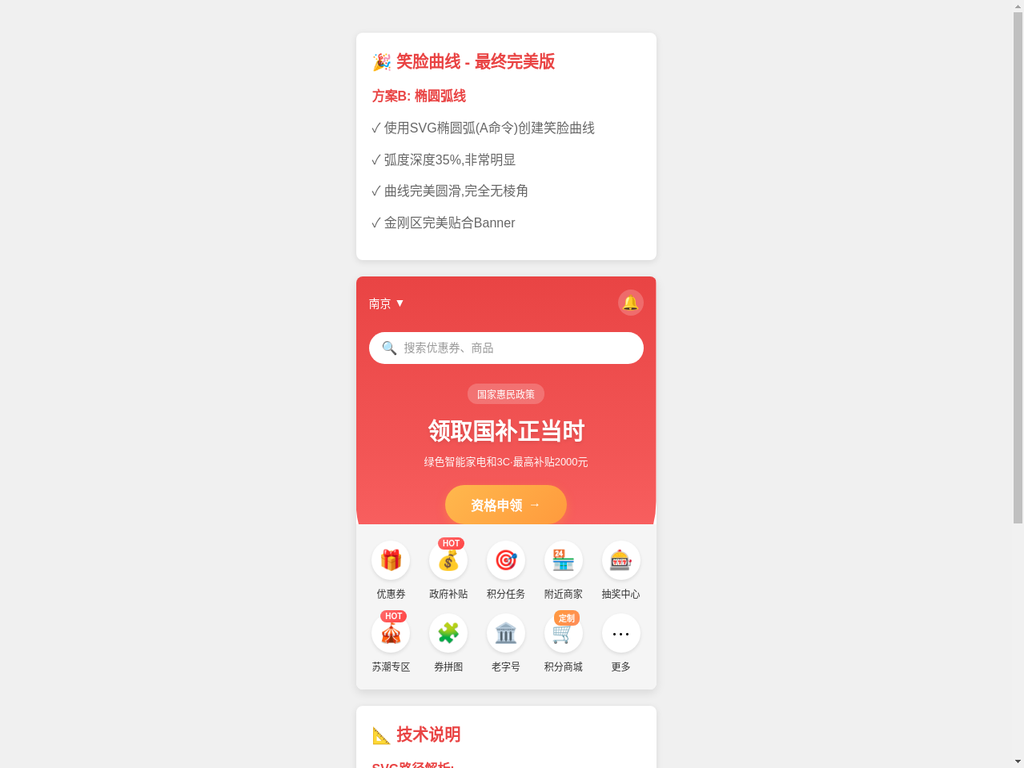 🎉 笑脸曲线 - 最终完美版
方案B: 椭圆弧线
✓ 使用SVG椭圆弧(A命令)创建笑脸曲线
✓ 弧度深度35%,非常明显
✓ 曲线完美圆滑,完全无棱角
✓ 金刚区完美贴合Banner
南京 ▼
搜索优惠券、商品
国家惠民政策
领取国补正当时
绿色智能家电和3C·最高补贴2000元
资格申领 →
HOT
优惠券 政府补贴 积分任务 附近商家 抽奖中心
HOT 定制
苏潮专区 券拼图 老字号 积分商城 更多
📐 技术说明
SVG路径解析: